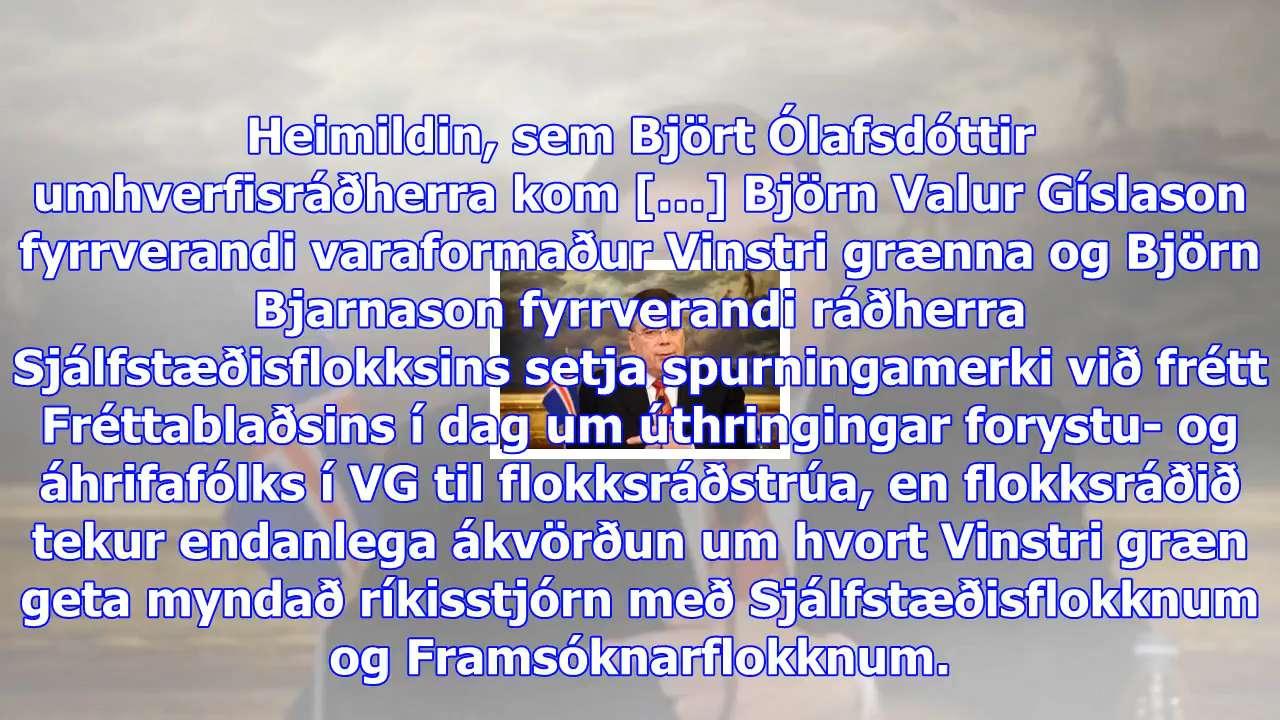 Heimildin, sem Björt Ólafsdóttir
umhverfisráðherra kom [...] Björn Valur Gíslason
fyrrverandi varaformaður Vinstri grænna og Björn
Bjarnason fyrrverandi ráðherra
Sjálfstæðisflokksins setja spurningamerki við frétt
Fréttablaðsins í dag um úthringingar forystu- og
áhrifafólks í VG til flokksráðstrúa, en flokksráðið
tekur endanlega ákvörðun um hvort Vinstri græn
geta myndað ríkisstjórn með Sjálfstæðisflokknum
og Framsóknarflokknum.